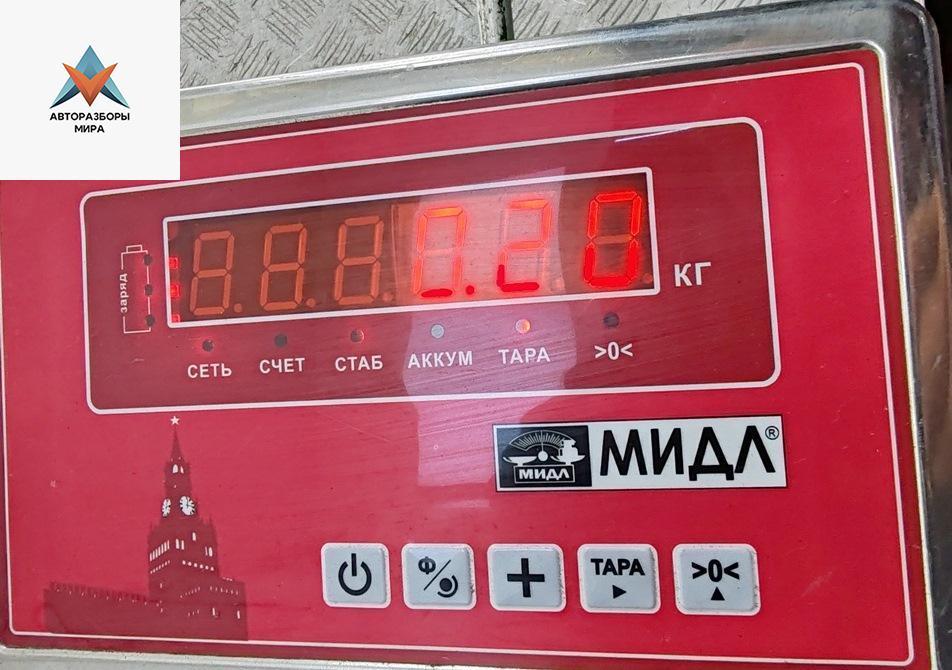 АВТОРАЗБОРЫ
МИРА
заряд
0.20
КГ
СЕТЬ СЧЕТ СТАБ АККУМ ТАРА >0<
МИДЛ
МИДЛ®
Ф/
+
ТАРА
>0<